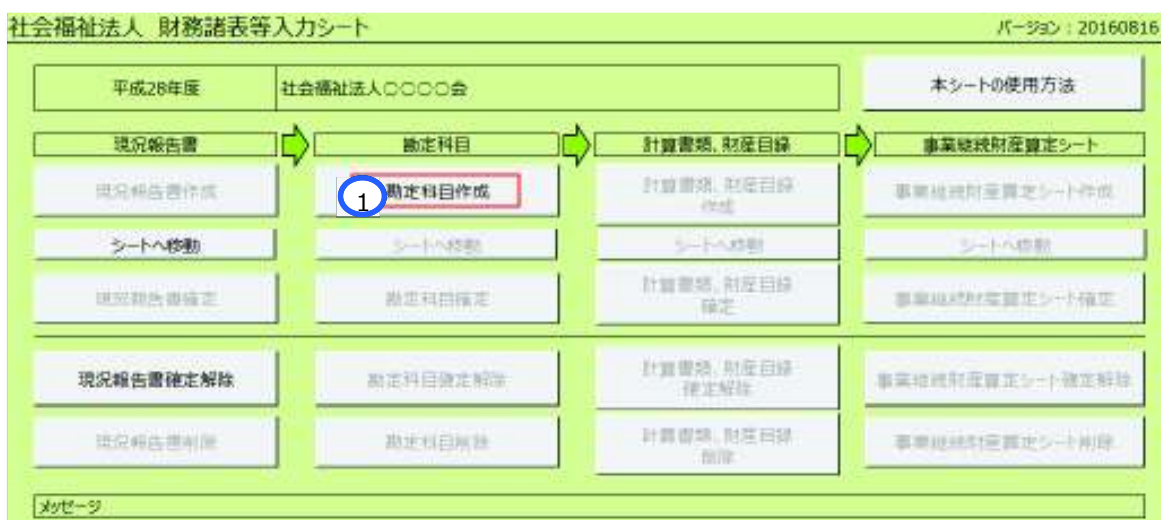 社会福祉法人 財務諸表等入力シート
バージョン：20160816
平成28年度
社会福祉法人○○○○会
本シートの使用方法
現況報告書
勘定科目
計算書類、財産目録
事業継続財産算定シート
現況報告書作成
1
勘定科目作成
計算書類、財産目録
作成
事業継続財産算定シート作成
シートへ移動
シートへ移動
シートへ移動
シートへ移動
現況報告書確定
勘定科目確定
計算書類、財産目録
確定
事業継続財産算定シート確定
現況報告書確定解除
勘定科目確定解除
計算書類、財産目録
確定解除
事業継続財産算定シート確定解除
現況報告書削除
勘定科目削除
計算書類、財産目録
削除
事業継続財産算定シート削除
メッセージ